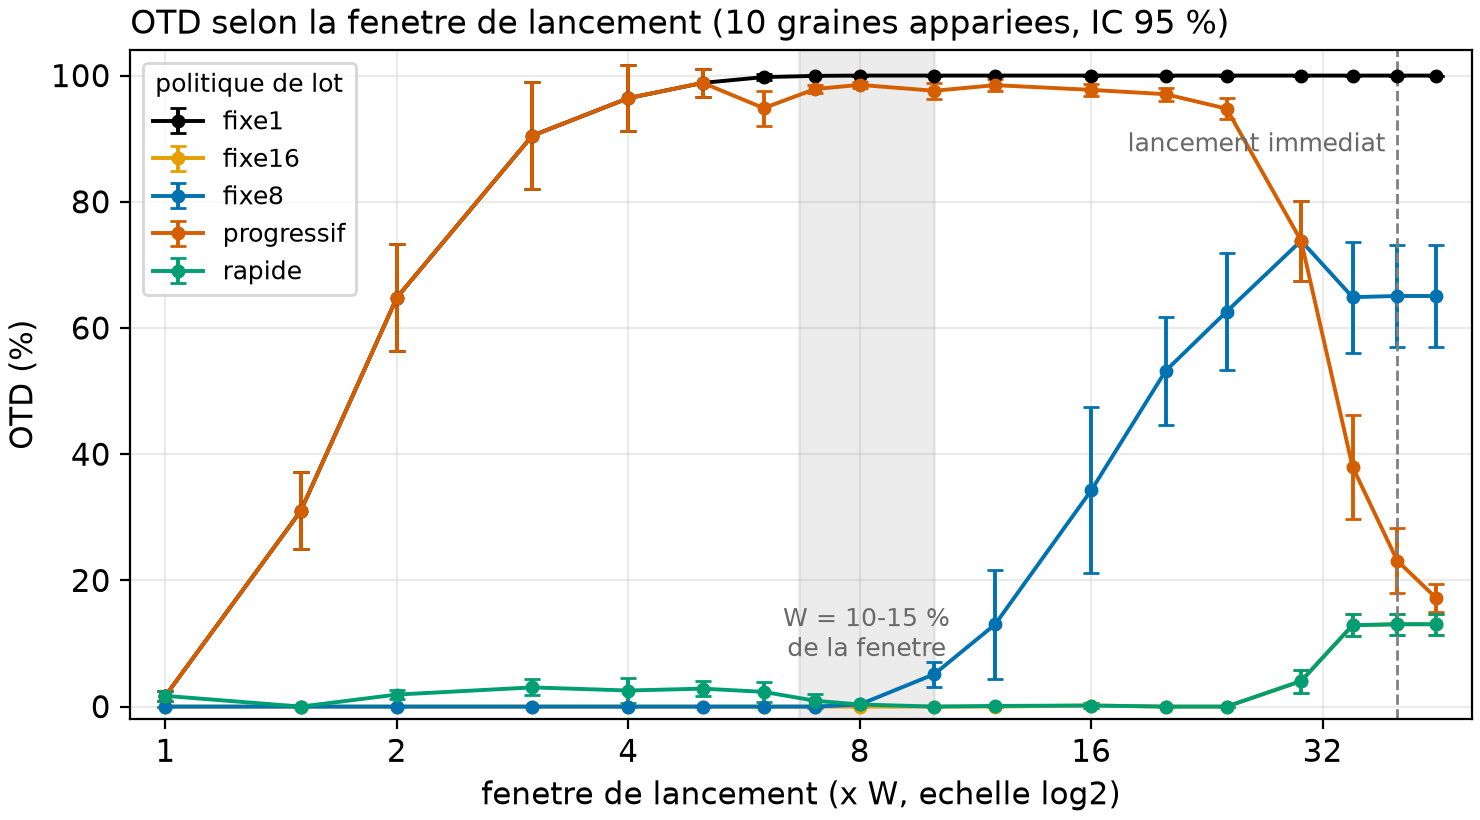 OTD selon la fenetre de lancement (10 graines appariees, IC 95 %)
politique de lot
fixe1
fixe16
fixe8
progressif
rapide
lancement immediat
W = 10-15 %
de la fenetre
OTD (%)
100
80
60
40
20
0
1 2 4 8 16 32
fenetre de lancement (x W, echelle log2)